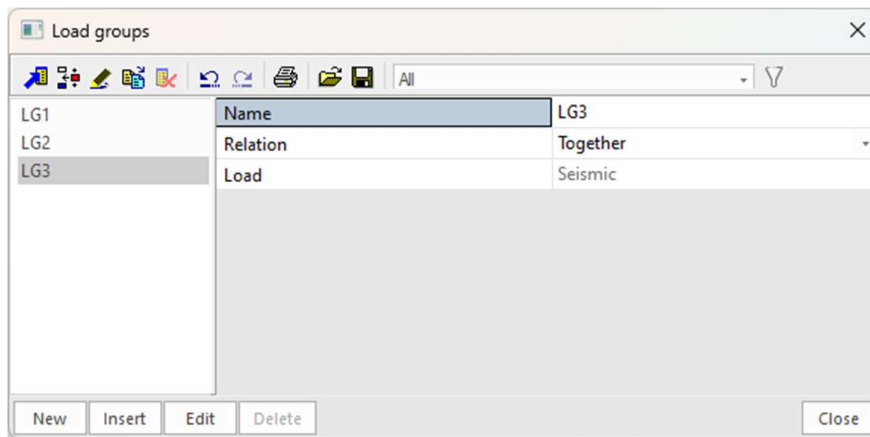 Load groups
All
LG1
LG2
LG3
Name LG3
Relation Together
Load Seismic
New Insert Edit Delete Close